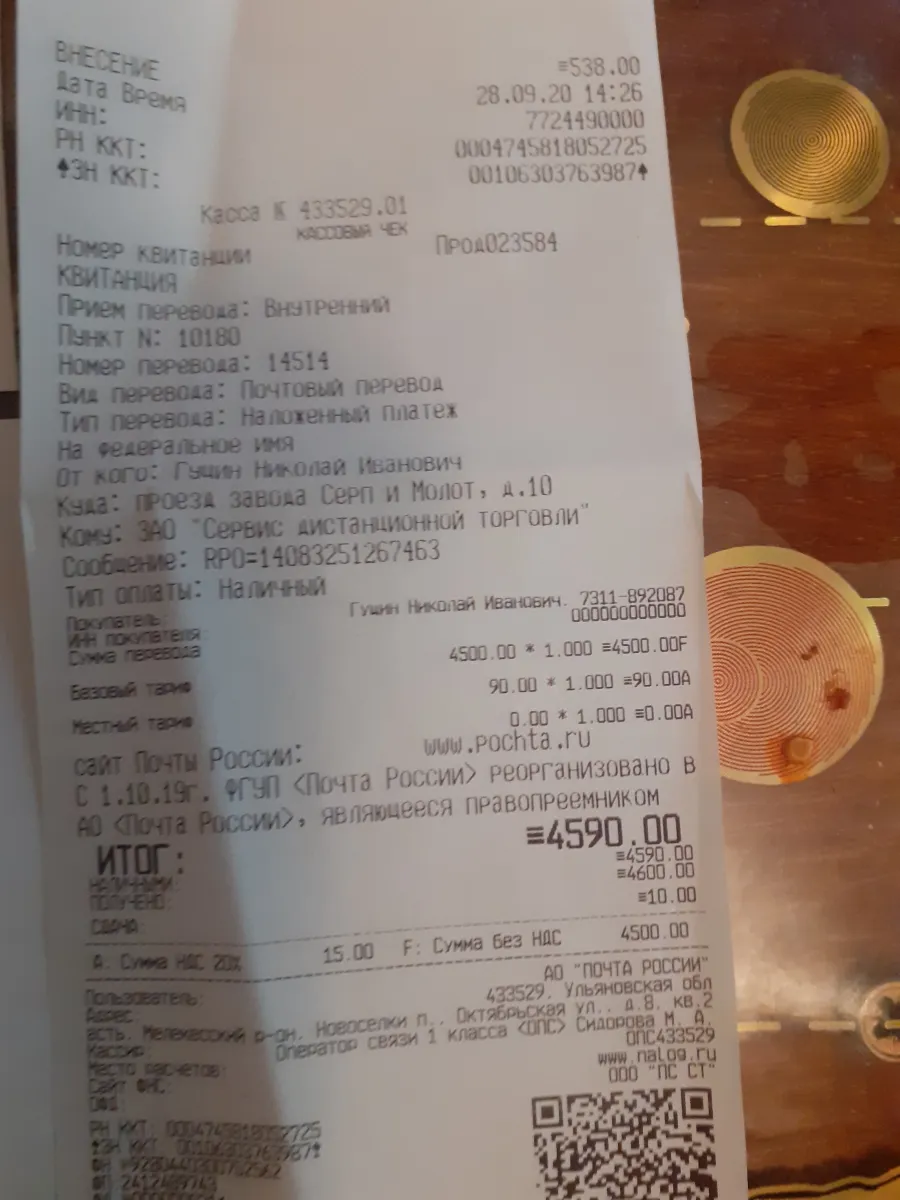 ВНЕСЕНИЕ ≡538.00
Дата Время 28.09.20 14:26
ИНН: 7724490000
РН ККТ: 0004745818052725
♠ЗН ККТ: 00106303763987♠
Касса № 433529.01
КАССОВЫЙ ЧЕК
Номер квитанции Прод023584
КВИТАНЦИЯ
Прием перевода: Внутренний
Пункт N: 10180
Номер перевода: 14514
Вид перевода: Почтовый перевод
Тип перевода: Наложенный платеж
На федеральное имя
От кого: Гущин Николай Иванович
Куда: проезд завода Серп и Молот, д.10
Кому: ЗАО "Сервис дистанционной торговли"
Сообщение: RPO=14083251267463
Тип оплаты: Наличный
Покупатель: Гущин Николай Иванович. 7311-892087
ИНН покупателя 000000000000
Сумма перевода
4500.00 * 1.000 ≡4500.00F
Базовый тариф
90.00 * 1.000 ≡90.00А
Местный тариф
0.00 * 1.000 ≡0.00А
сайт Почты России: www.pochta.ru
С 1.10.19г. ФГУП <Почта России> реорганизовано в
АО <Почта России>, являющееся правопреемником
ИТОГ: ≡4590.00
НАЛИЧНЫМИ: ≡4590.00
ПОЛУЧЕНО: ≡4600.00
СДАЧА: ≡10.00
А: Сумма НДС 20% 15.00 F: Сумма без НДС 4500.00
Пользователь: АО "ПОЧТА РОССИИ"
Адрес: 433529. Ульяновская обл
асть. Мелекесский р-он. Новоселки п.. Октябрьская ул.. д.8. кв.2
Кассир: Оператор связи 1 класса <ОПС> Сидорова М. А.
Место расчетов: ОПС433529
Сайт ФНС: www.nalog.ru
ОФД: ООО "ПС СТ"
РН ККТ: 0004745818052725
♠ЗН ККТ: 00106303763987♠